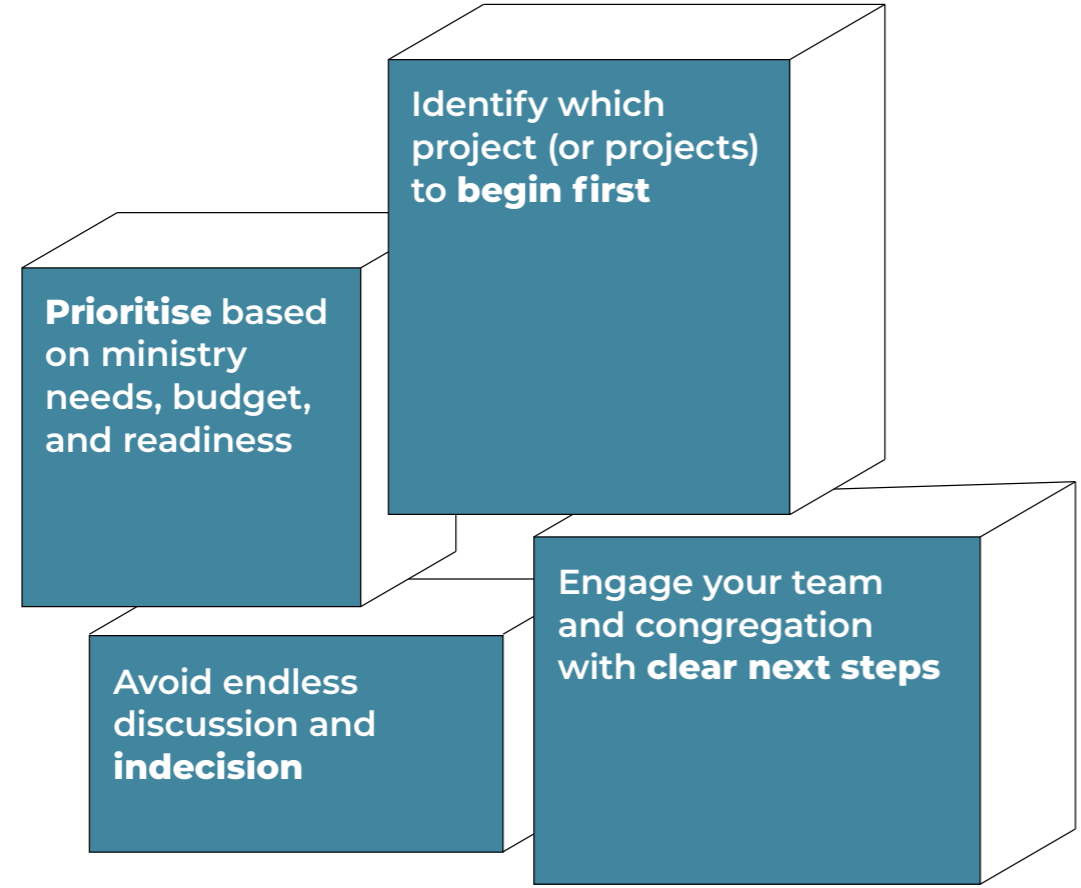 Identify which
project (or projects)
to begin first
Prioritise based
on ministry
needs, budget,
and readiness
Engage your team
and congregation
with clear next steps
Avoid endless
discussion and
indecision